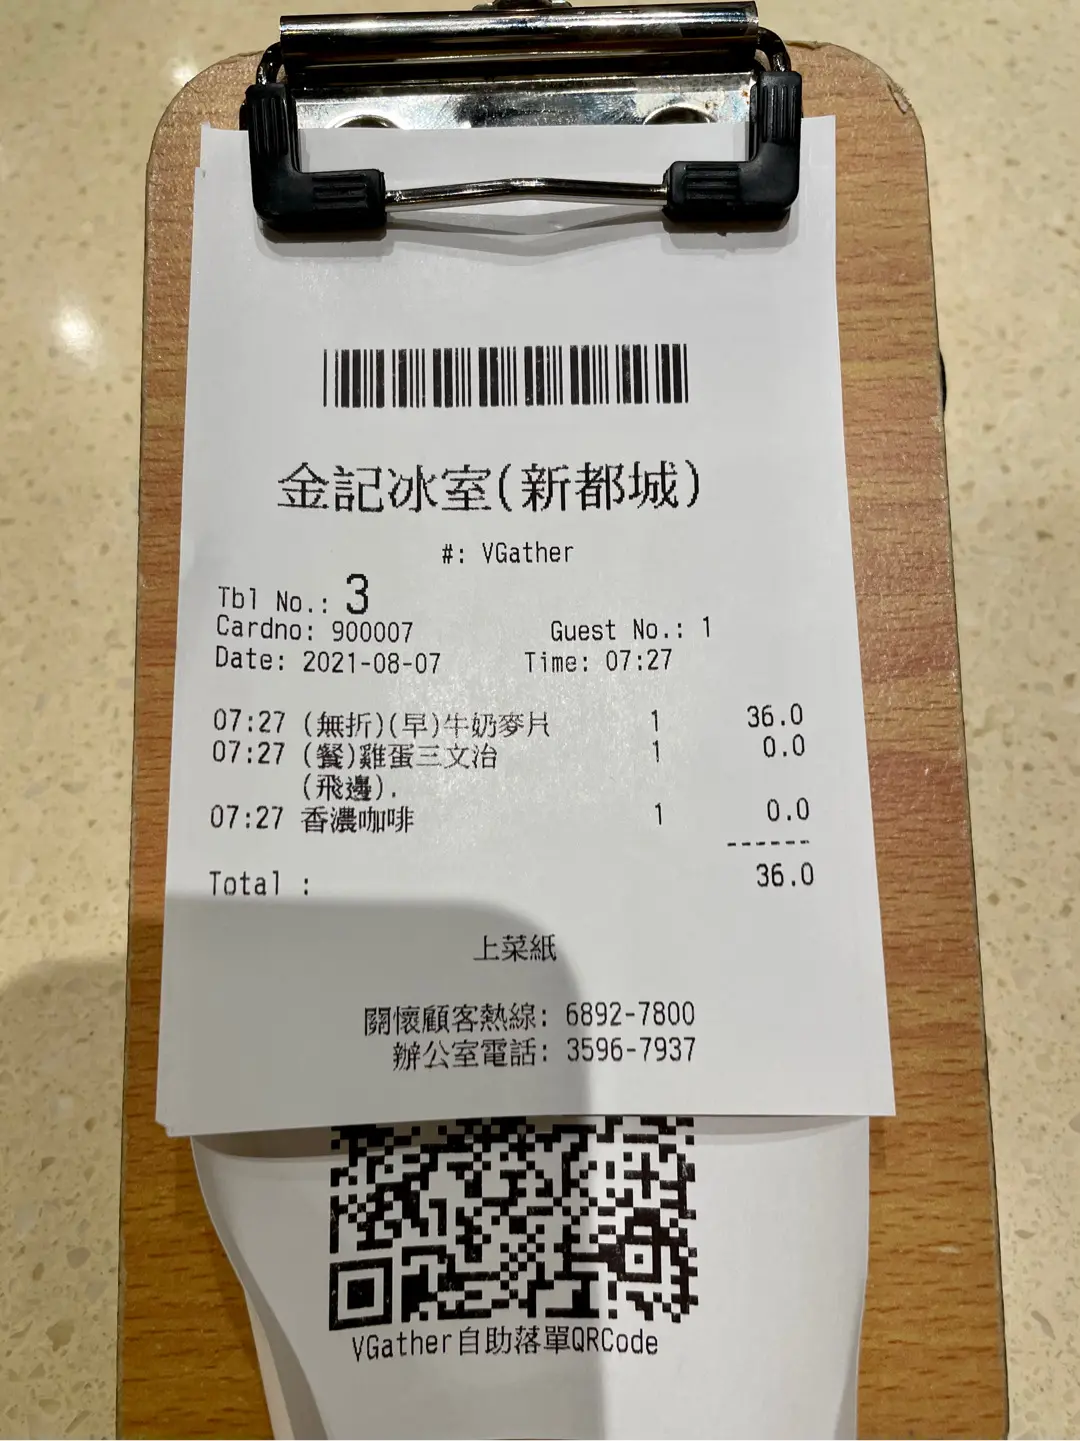 金記冰室(新都城)
#: VGather
Tbl No.: 3
Cardno: 900007 Guest No.: 1
Date: 2021-08-07 Time: 07:27
07:27 (無折)(早)牛奶麥片 1 36.0
07:27 (餐)雞蛋三文治 1 0.0
(飛邊).
07:27 香濃咖啡 1 0.0
------
Total : 36.0
上菜紙
關懷顧客熱線: 6892-7800
辦公室電話: 3596-7937
VGather自助落單QRCode